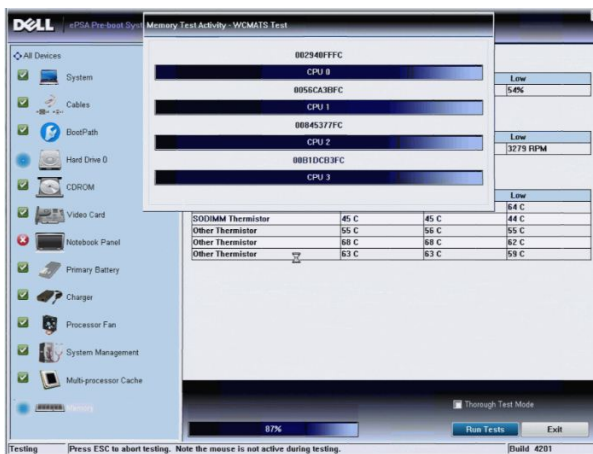 DELL
ePSA Pre-boot Syst
Memory Test Activity - WCMATS Test
002940FFFC
CPU 0
0056CA3BFC
CPU 1
00845377FC
CPU 2
00B1DCB3FC
CPU 3
All Devices
System
Cables
BootPath
Hard Drive 0
CDROM
Video Card
Notebook Panel
Primary Battery
Charger
Processor Fan
System Management
Multi-processor Cache
Memory
Low
54%
Low
3279 RPM
Low
64 C
SODIMM Thermistor 45 C 45 C 44 C
Other Thermistor 55 C 56 C 55 C
Other Thermistor 68 C 68 C 62 C
Other Thermistor 63 C 63 C 59 C
Thorough Test Mode
87%
Run Tests
Exit
Testing
Press ESC to abort testing. Note the mouse is not active during testing.
Build 4201